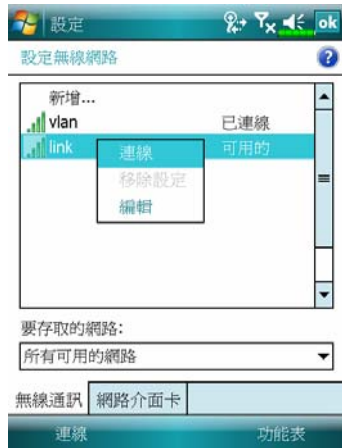 設定 ok
設定無線網路 ?
新增...
vlan 已連線
link 可用的
連線
移除設定
編輯
要存取的網路:
所有可用的網路
無線通訊 網路介面卡
連線 功能表